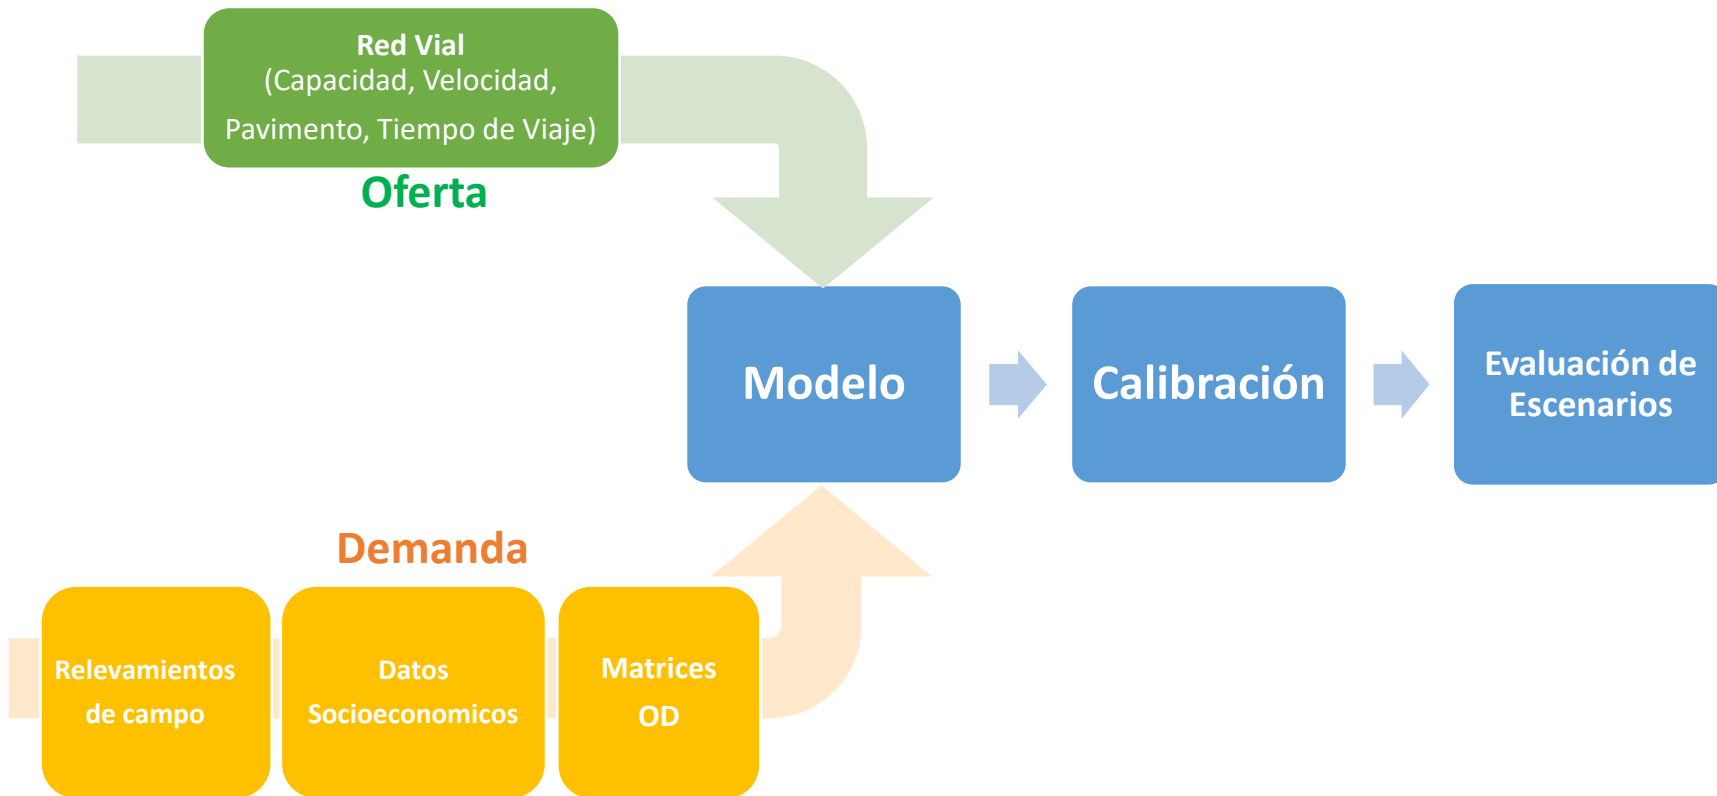 Red Vial
(Capacidad, Velocidad,
Pavimento, Tiempo de Viaje)
Oferta
Modelo
Calibración
Evaluación de
Escenarios
Demanda
Relevamientos
de campo
Datos
Socioeconomicos
Matrices
OD